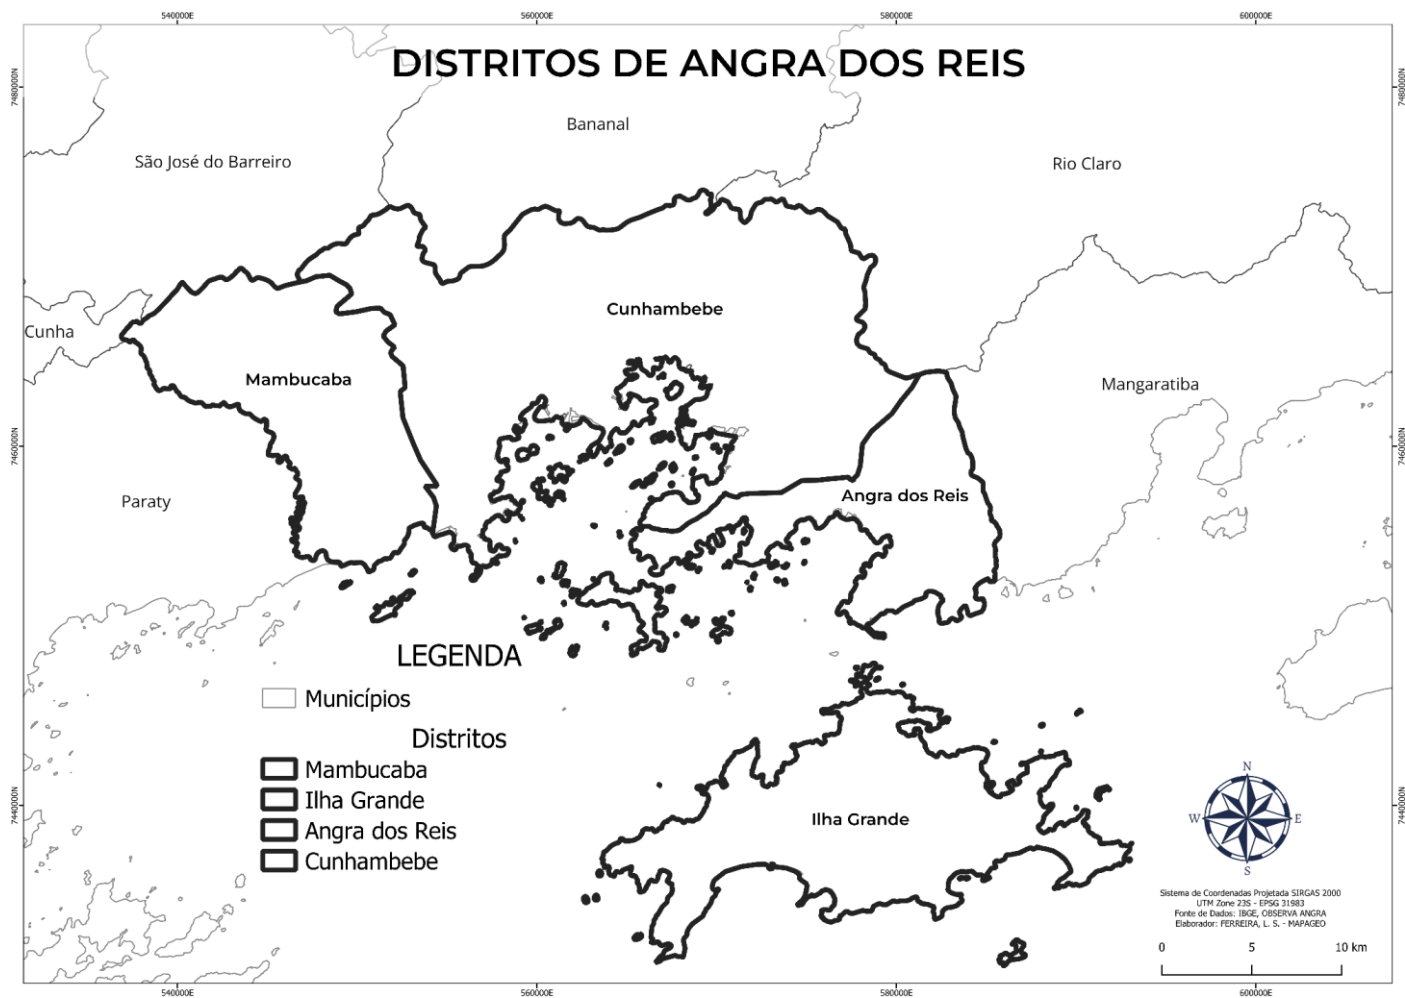 540000E
560000E
580000E
600000E
DISTRITOS DE ANGRA DOS REIS
7480000N
7480000N
Bananal
São José do Barreiro
Rio Claro
Cunhambebe
Cunha
Mambucaba
Mangaratiba
7460000N
7460000N
Paraty
Angra dos Reis
LEGENDA
Municípios
Distritos
Mambucaba
Ilha Grande
Angra dos Reis
Cunhambebe
Ilha Grande
7440000N
7440000N
N
W
E
S
Sistema de Coordenadas Projetada SIRGAS 2000
UTM Zone 23S - EPSG 31983
Fonte de Dados: IBGE, OBSERVA ANGRA
Elaborador: FERREIRA, L. S. - MAPAGEO
0 5 10 km
540000E
560000E
580000E
600000E